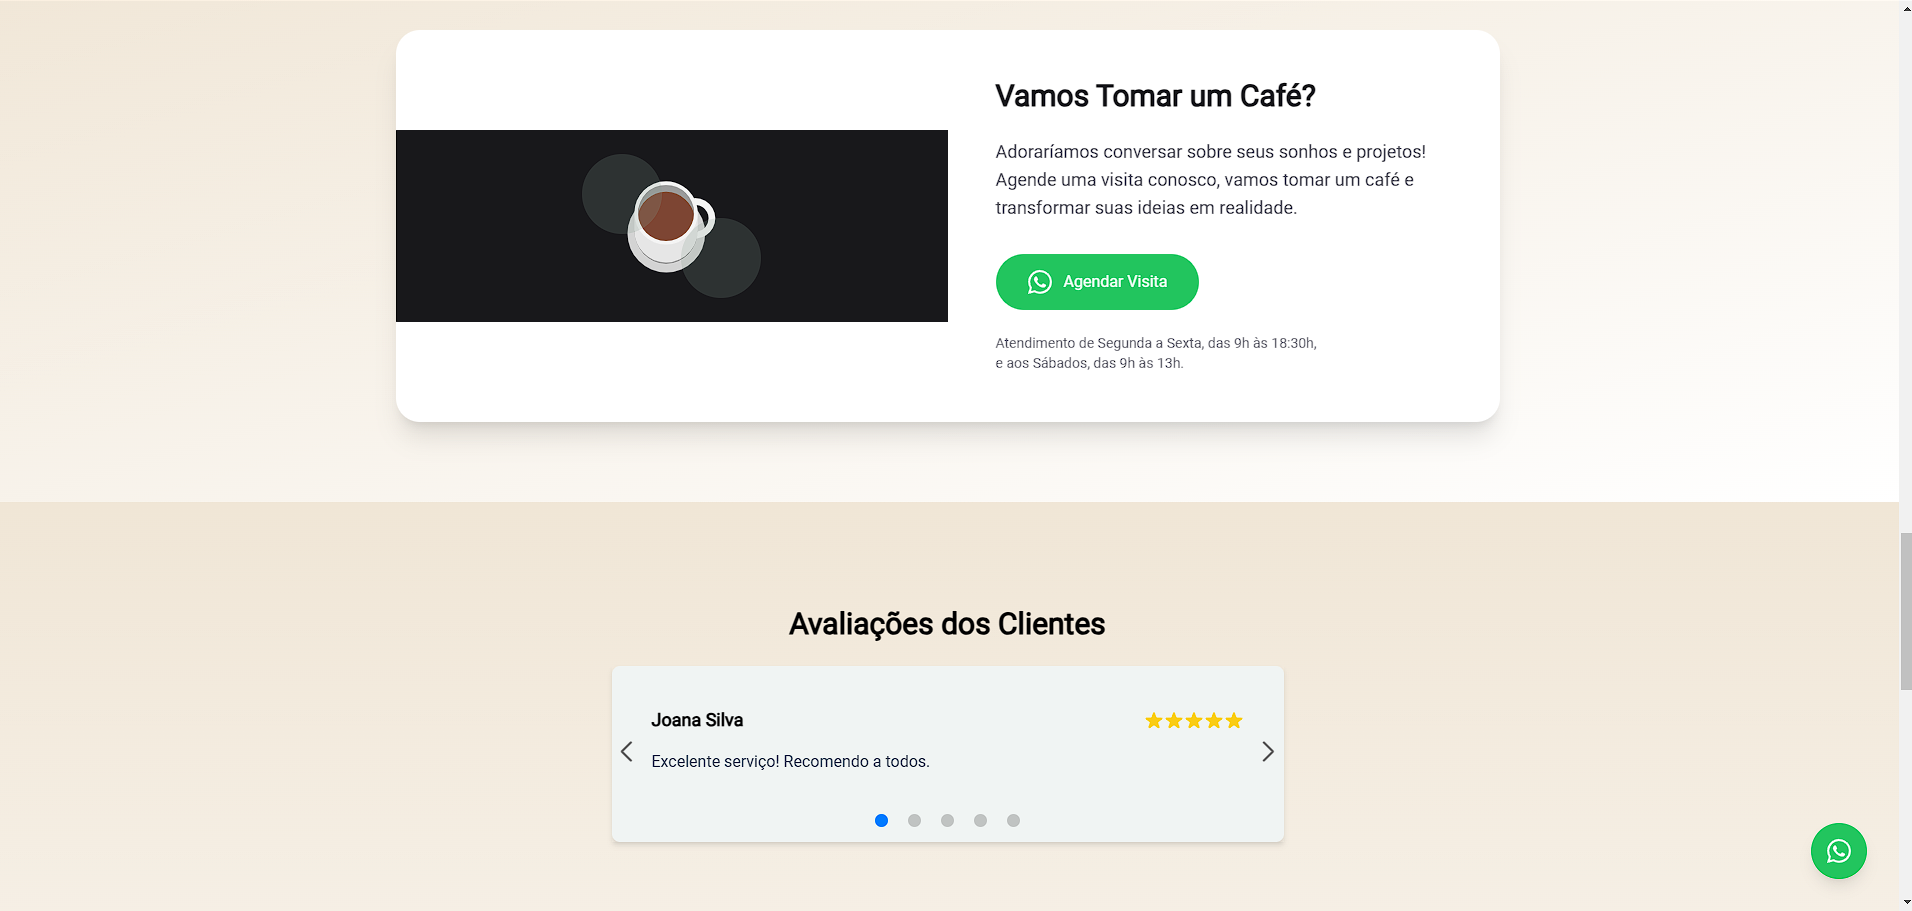 Vamos Tomar um Café?
Adoraríamos conversar sobre seus sonhos e projetos!
Agende uma visita conosco, vamos tomar um café e
transformar suas ideias em realidade.
Agendar Visita
Atendimento de Segunda a Sexta, das 9h às 18:30h,
e aos Sábados, das 9h às 13h.
Avaliações dos Clientes
Joana Silva
Excelente serviço! Recomendo a todos.